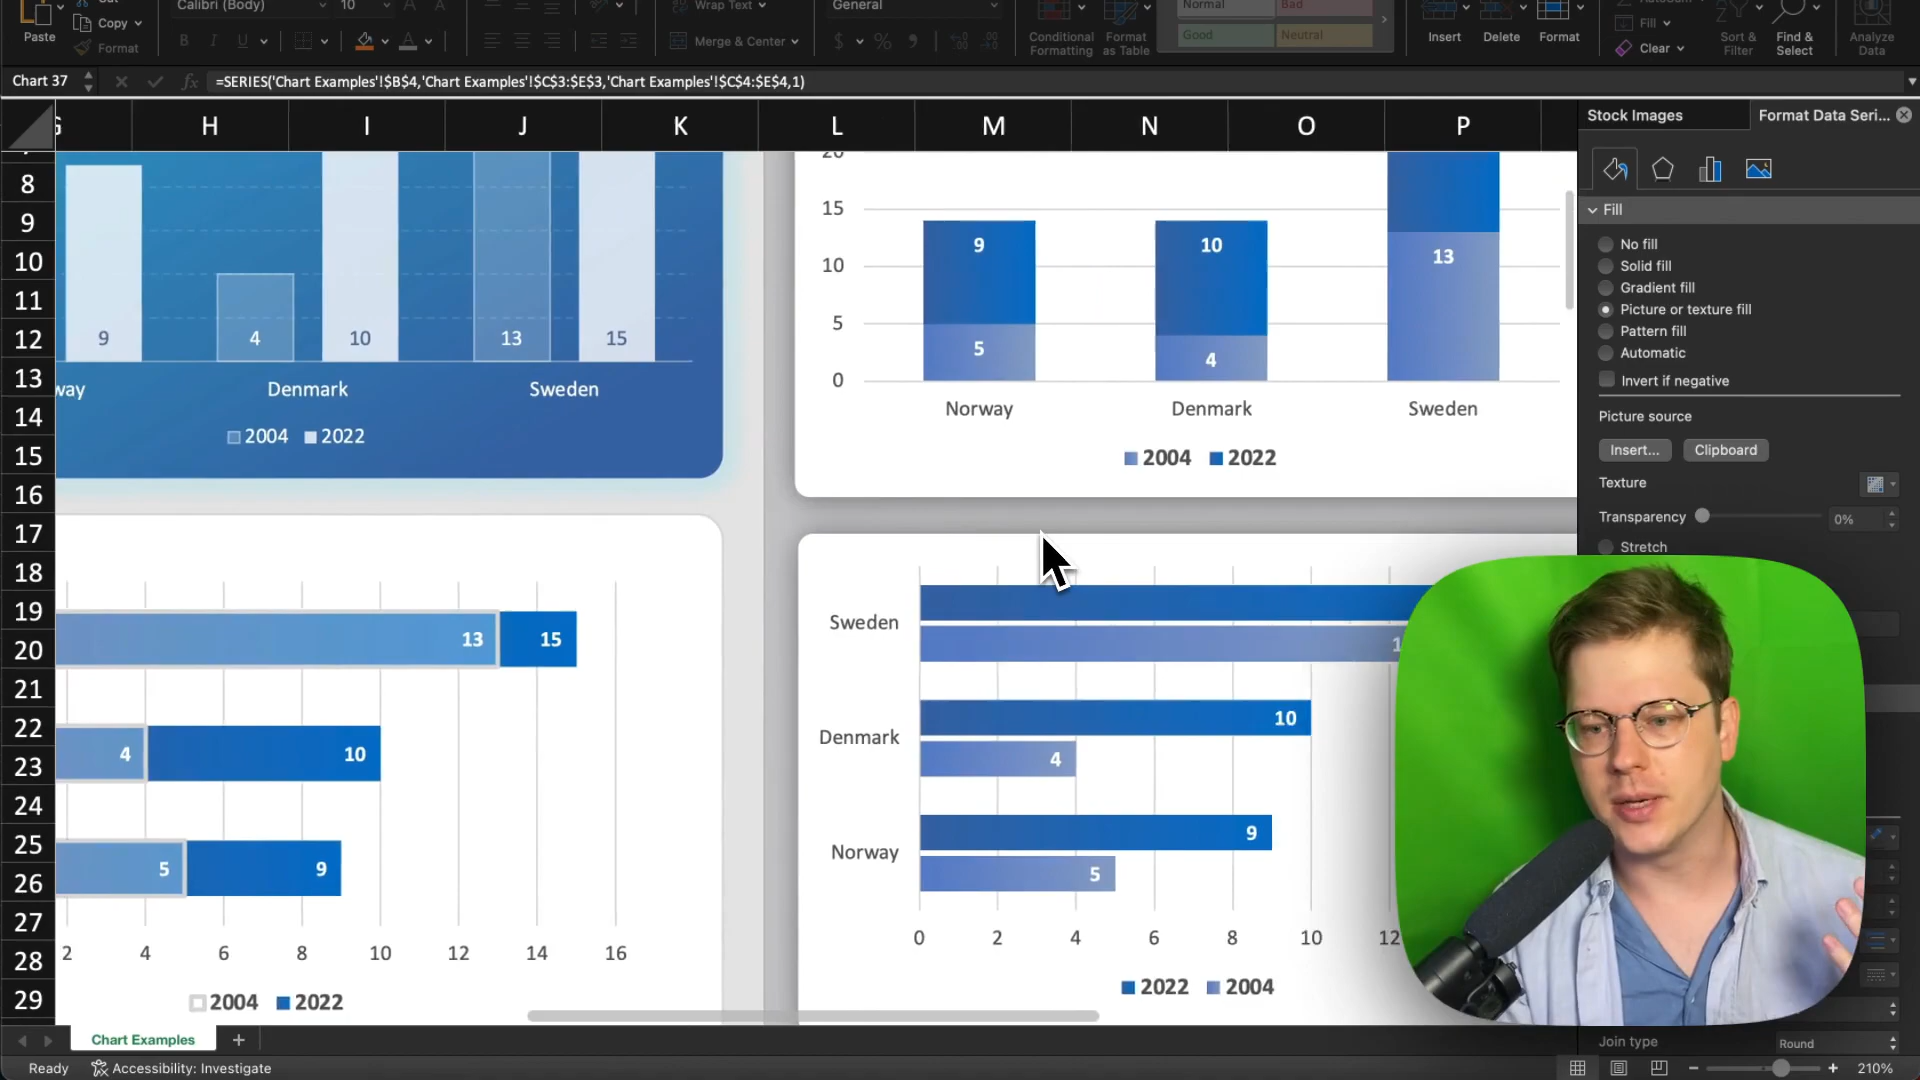 Calibri (Body) 10 Wrap Text General Normal Bad
Paste Copy Format B I U Merge & Center $ % Conditional Formatting Format as Table Good Neutral Insert Delete Format Fill Clear Sort & Filter Find & Select Analyze Data
Chart 37 fx =SERIES('Chart Examples'!$B$4,'Chart Examples'!$C$3:$E$3,'Chart Examples'!$C$4:$E$4,1)
H I J K L M N O P
8
9
10
11
12
13
14
15
16
17
18
19
20
21
22
23
24
25
26
27
28
29
9 4 10 13 15
way Denmark Sweden
2004 2022
20
15
10
5
0
9 10
13
5 4
Norway Denmark Sweden
2004 2022
13 15
4 10
5 9
2 4 6 8 10 12 14 16
2004 2022
Sweden
Denmark 10
4
Norway 9
5
0 2 4 6 8 10 12
2022 2004
Stock Images Format Data Seri...
Fill
No fill
Solid fill
Gradient fill
Picture or texture fill
Pattern fill
Automatic
Invert if negative
Picture source
Insert... Clipboard
Texture
Transparency 0%
Stretch
Join type Round
Chart Examples +
Ready Accessibility: Investigate 210%